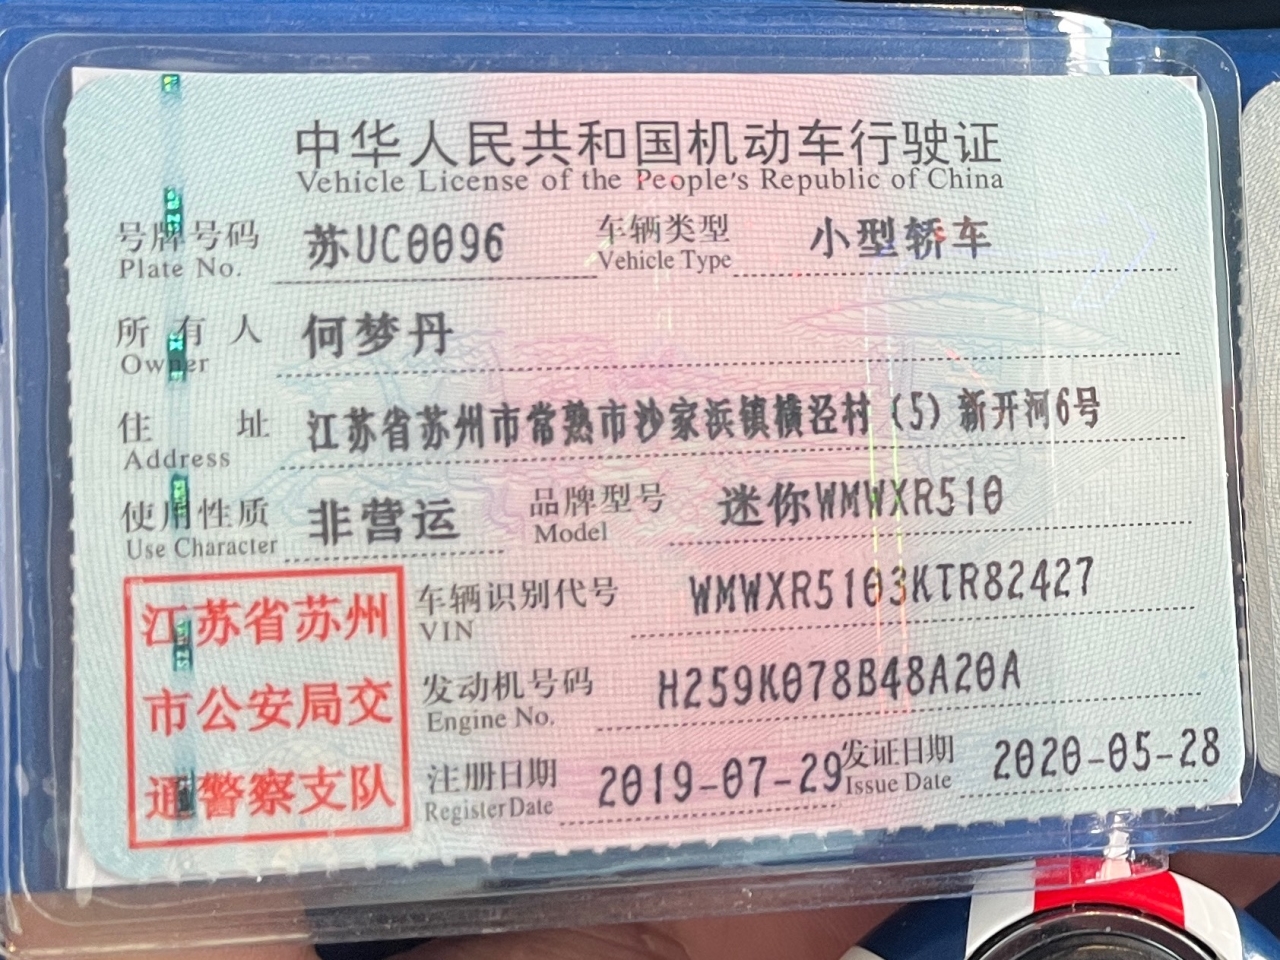 中华人民共和国机动车行驶证
Vehicle License of the People's Republic of China
号牌号码 苏UC0096 车辆类型 小型轿车
Plate No. Vehicle Type
所有人 何梦丹
Owner
住址 江苏省苏州市常熟市沙家浜镇横泾村（5）新开河6号
Address
使用性质 非营运 品牌型号 迷你WMWXR510
Use Character Model
江苏省苏州 车辆识别代号 WMWXR5103KTR82427
VIN
市公安局交 发动机号码 H259K078B48A20A
Engine No.
通警察支队 注册日期 2019-07-29 发证日期 2020-05-28
Register Date Issue Date